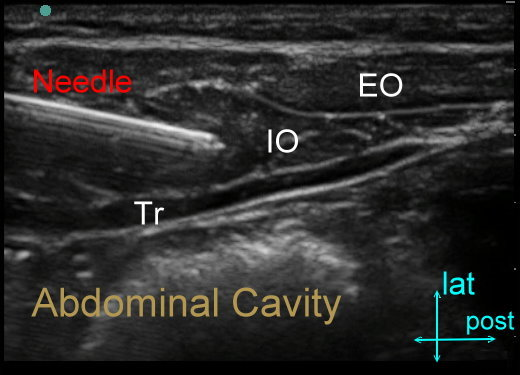 Needle
EO
IO
Tr
Abdominal Cavity
lat
post